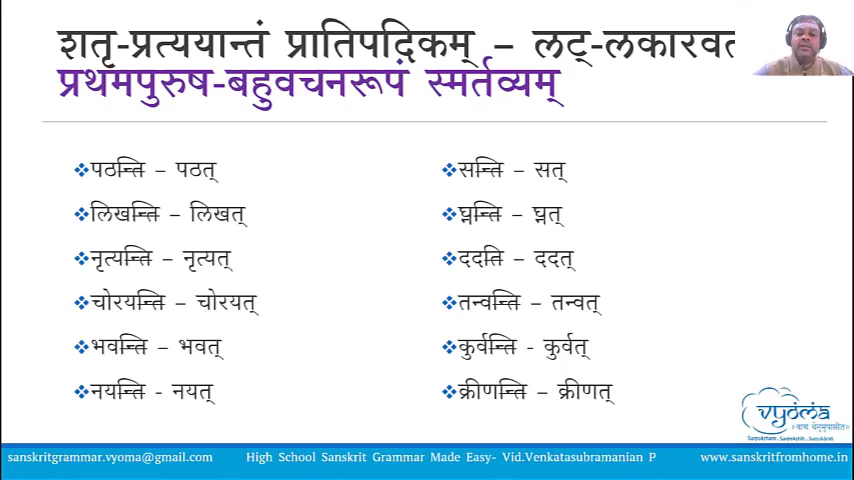 शतृ-प्रत्ययान्तं प्रातिपदिकम् – लट्-लकारवत
प्रथमपुरुष-बहुवचनरूपं स्मर्तव्यम्
❖पठन्ति – पठत्
❖लिखन्ति – लिखत्
❖नृत्यन्ति – नृत्यत्
❖चोरयन्ति – चोरयत्
❖भवन्ति – भवत्
❖नयन्ति - नयत्
❖सन्ति – सत्
❖घ्नन्ति – घ्नत्
❖ददति – ददत्
❖तन्वन्ति – तन्वत्
❖कुर्वन्ति - कुर्वत्
❖क्रीणन्ति – क्रीणत्
vyoma
॥ वाचं धेनुमुपासीत॥
Samskrtam . Samskriti . Samskara
sanskritgrammar.vyoma@gmail.com High School Sanskrit Grammar Made Easy- Vid.Venkatasubramanian P www.sanskritfromhome.in